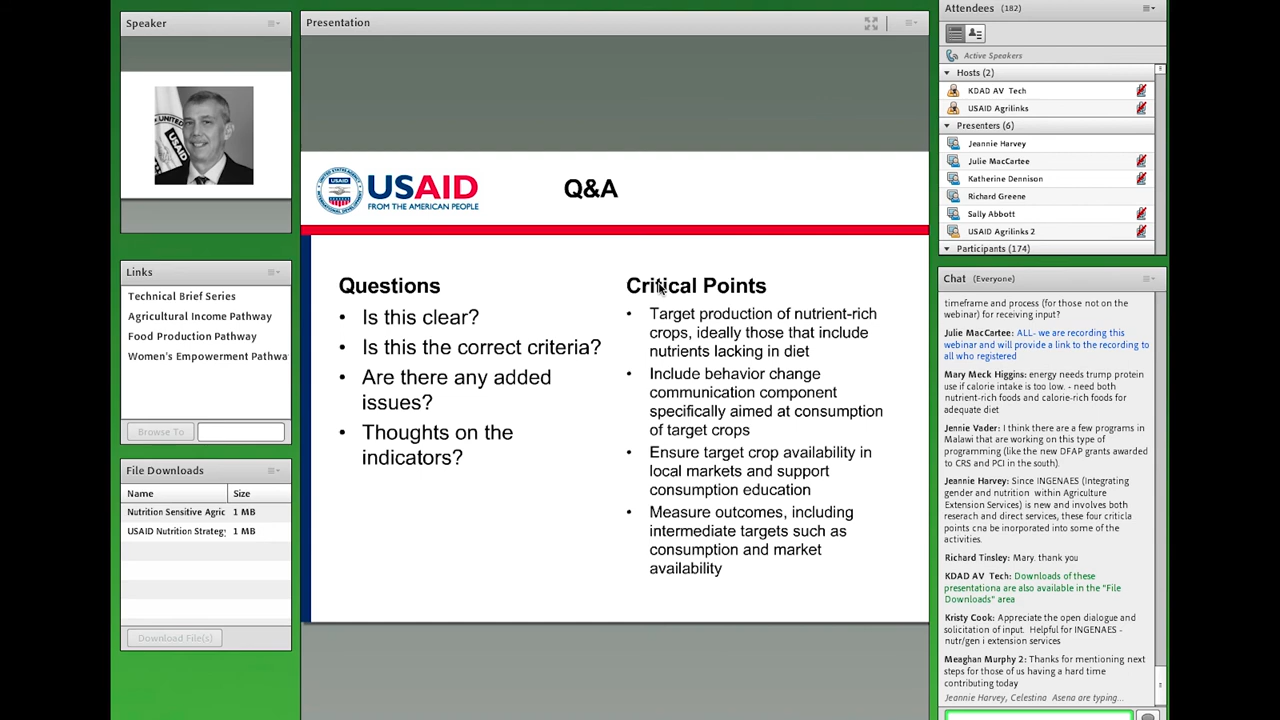 Speaker
UNITED STA
USAID
Links
Technical Brief Series
Agricultural Income Pathway
Food Production Pathway
Women's Empowerment Pathwa
Browse To
File Downloads
Name Size
Nutrition Sensitive Agric 1 MB
USAID Nutrition Strateg 1 MB
Download File(s)
Presentation
USAID
USAID
FROM THE AMERICAN PEOPLE
Q&A
Questions
• Is this clear?
• Is this the correct criteria?
• Are there any added
issues?
• Thoughts on the
indicators?
Critical Points
• Target production of nutrient-rich
crops, ideally those that include
nutrients lacking in diet
• Include behavior change
communication component
specifically aimed at consumption
of target crops
• Ensure target crop availability in
local markets and support
consumption education
• Measure outcomes, including
intermediate targets such as
consumption and market
availability
Attendees (182)
Active Speakers
Hosts (2)
KDAD AV Tech
USAID Agrilinks
Presenters (6)
Jeannie Harvey
Julie MacCartee
Katherine Dennison
Richard Greene
Sally Abbott
USAID Agrilinks 2
Participants (174)
Chat (Everyone)
timeframe and process (for those not on the
webinar) for receiving input?
Julie MacCartee: ALL- we are recording this
webinar and will provide a link to the recording to
all who registered
Mary Meck Higgins: energy needs trump protein
use if calorie intake is too low. - need both
nutrient-rich foods and calorie-rich foods for
adequate diet
Jennie Vader: I think there are a few programs in
Malawi that are working on this type of
programming (like the new DFAP grants awarded
to CRS and PCI in the south).
Jeannie Harvey: Since INGENAES (Integrating
gender and nutrition within Agriculture
Extension Services) is new and involves both
reserach and direct services, these four criticla
points cna be inporated into some of the
activities.
Richard Tinsley: Mary. thank you
KDAD AV Tech: Downloads of these
presentationa are also available in the "File
Downloads" area
Kristy Cook: Appreciate the open dialogue and
solicitation of input. Helpful for INGENAES -
nutr/gen i extension services
Meaghan Murphy 2: Thanks for mentioning next
steps for those of us having a hard time
contributing today
Jeannie Harvey, Celestina Asena are typing...